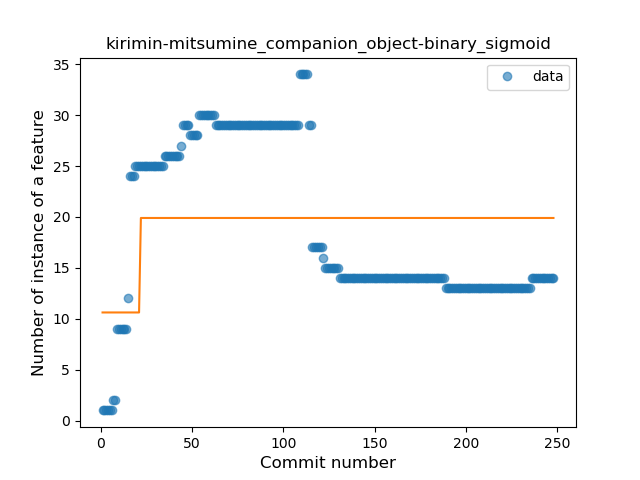 kirimin-mitsumine_companion_object-binary_sigmoid
data
Number of instance of a feature
35
30
25
20
15
10
5
0
0 50 100 150 200 250
Commit number